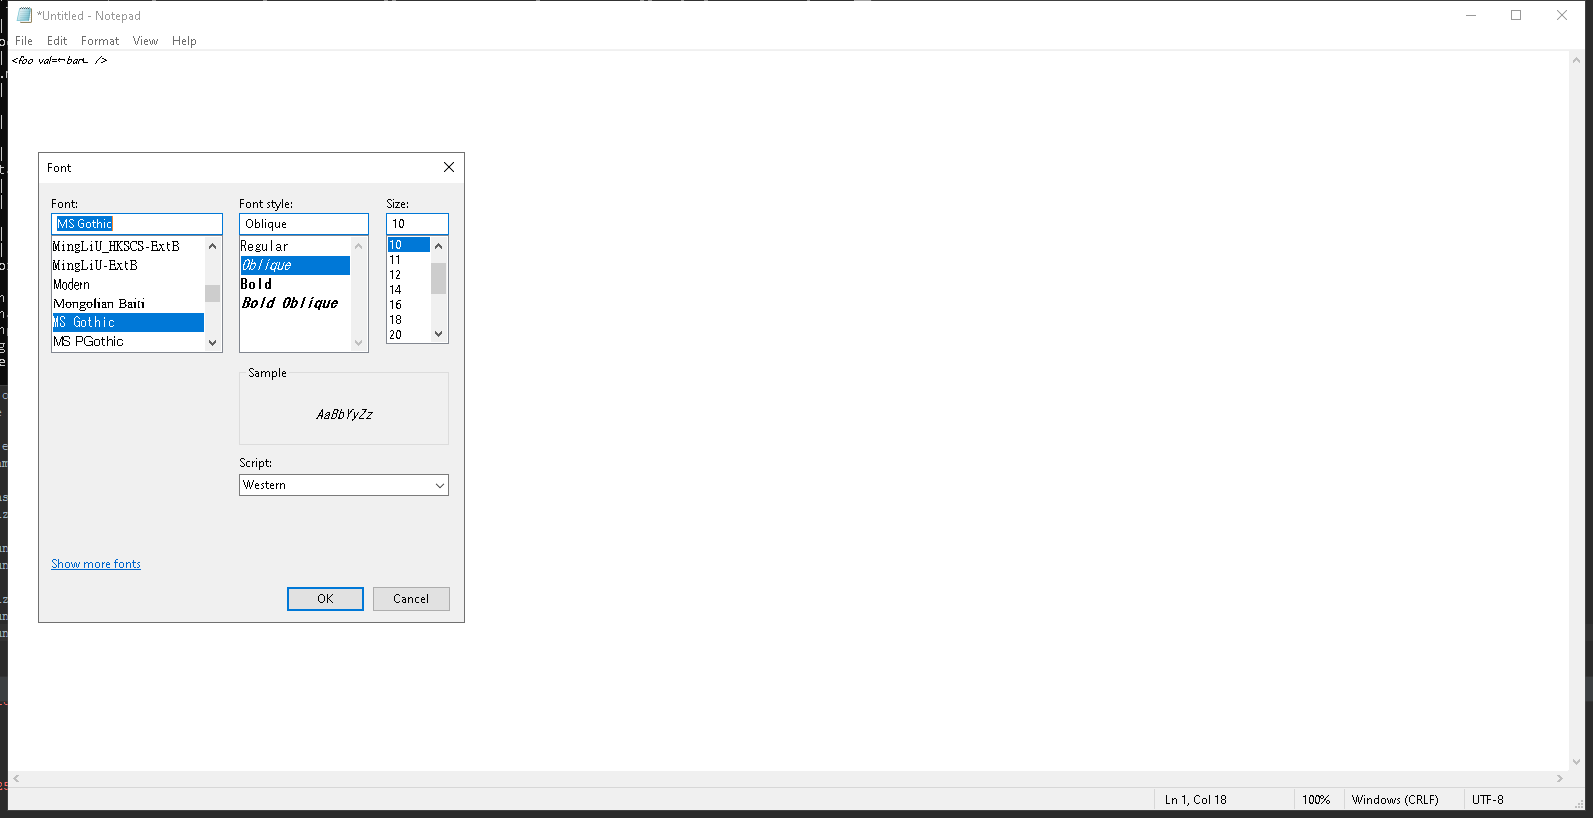 *Untitled - Notepad
File Edit Format View Help
<foo val=←bar← />
Font
Font: Font style: Size:
MS Gothic Oblique 10
MingLiU_HKSCS-ExtB
MingLiU-ExtB
Modern
Mongolian Baiti
MS Gothic
MS PGothic
Regular
Oblique
Bold
Bold Oblique
10
11
12
14
16
18
20
Sample
AaBbYyZz
Script:
Western
Show more fonts
OK Cancel
Ln 1, Col 18 100% Windows (CRLF) UTF-8